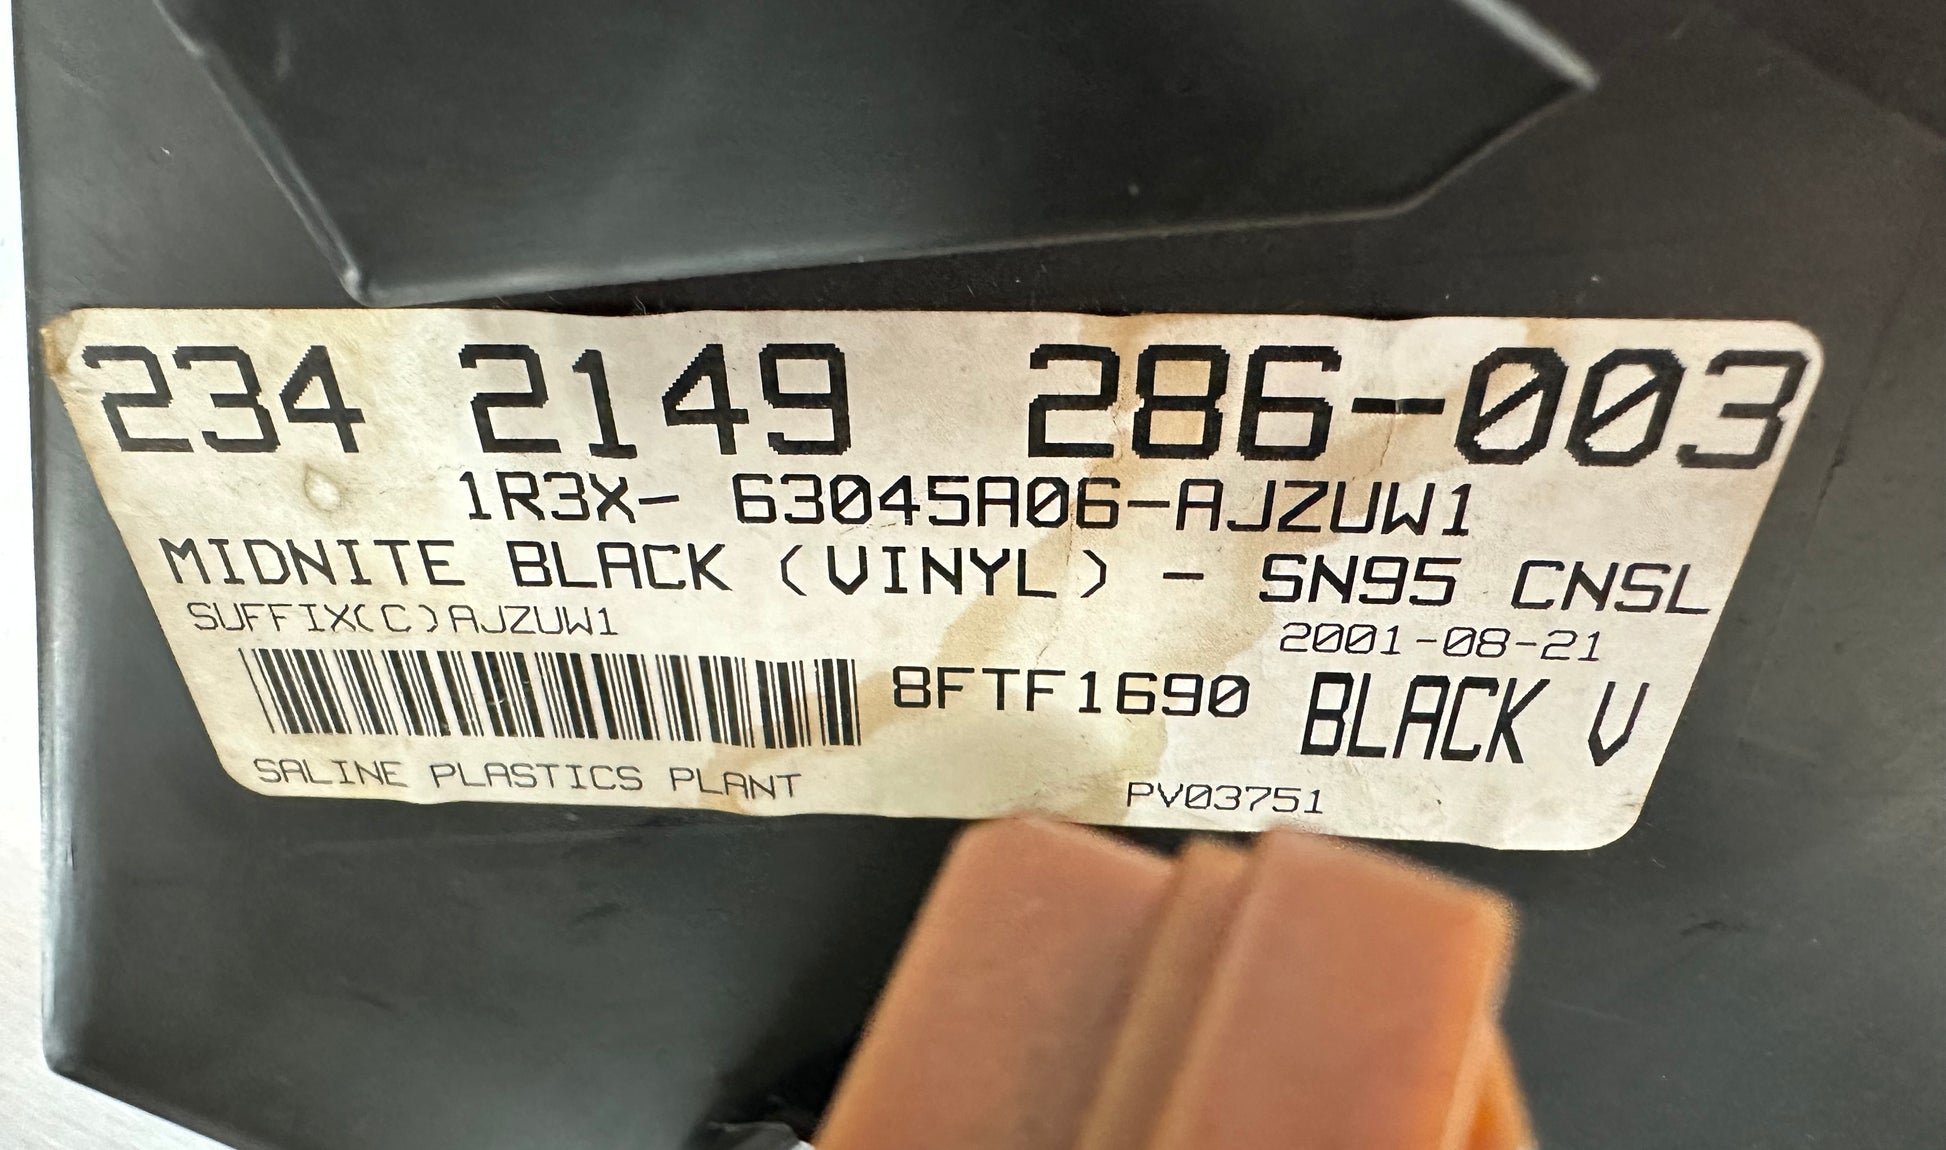 234 2149 286-003
1R3X- 63045A06-AJZUW1
MIDNITE BLACK (VINYL) - SN95 CNSL
SUFFIX(C)AJZUW1
2001-08-21
8FTF1690 BLACK V
SALINE PLASTICS PLANT PV03751